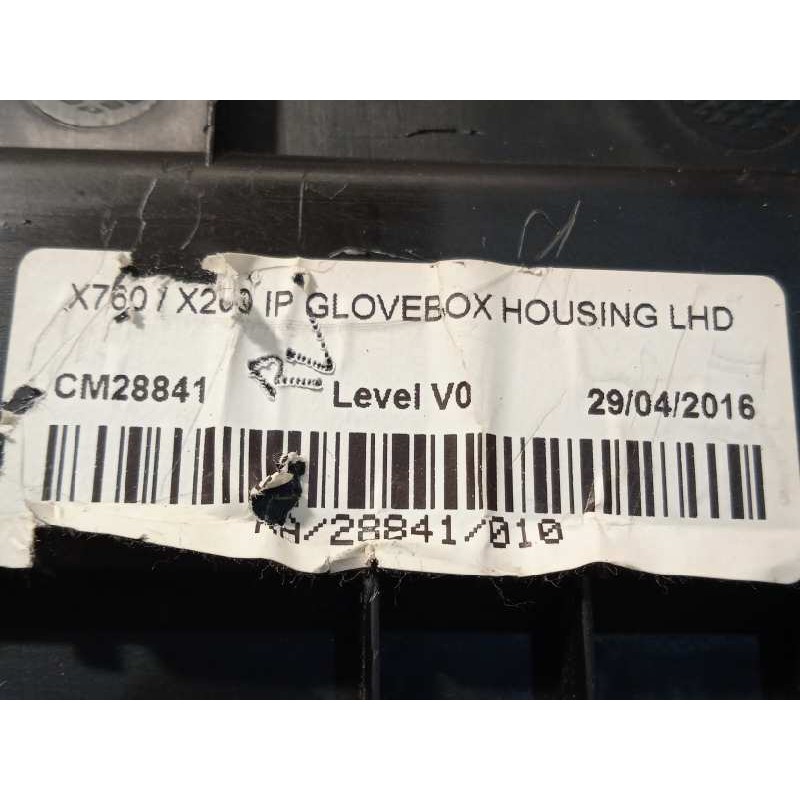 X760 / X260 IP GLOVEBOX HOUSING LHD
CM28841 Level V0 29/04/2016
/28841/010